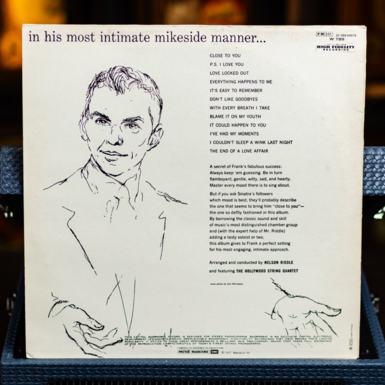 in his most intimate mikeside manner...
W 789
HIGH FIDELITY
RECORDING
CLOSE TO YOU
P.S. I LOVE YOU
LOVE LOCKED OUT
EVERYTHING HAPPENS TO ME
IT'S EASY TO REMEMBER
DON'T LIKE GOODBYES
WITH EVERY BREATH I TAKE
BLAME IT ON MY YOUTH
IT COULD HAPPEN TO YOU
I'VE HAD MY MOMENTS
I COULDN'T SLEEP A WINK LAST NIGHT
THE END OF A LOVE AFFAIR
A secret of Frank's fabulous success:
Always keep 'em guessing. Be in turn
flamboyant, gentle, witty, sad, and hearty.
Master every mood there is to sing about.
But if you ask Sinatra's followers
which mood is best, they'll probably describe
the one that seems to bring him "close to you"—
the one so deftly fashioned in this album.
By borrowing the classic sound and skill
of music's most distinguished chamber group
and (with the expert help of Mr. Riddle)
adding a tasty soloist or two,
this album gives to Frank a perfect setting
for his most engaging, intimate approach.
Arranged and conducted by NELSON RIDDLE
and featuring THE HOLLYWOOD STRING QUARTET
EMI